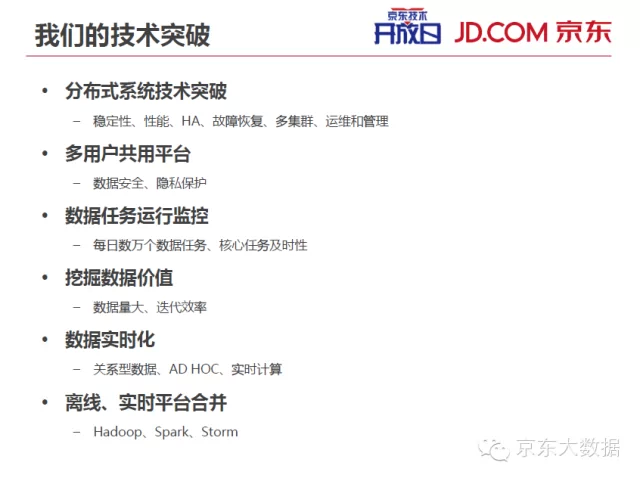 我们的技术突破
京东技术
开放日
JD.COM 京东
• 分布式系统技术突破
– 稳定性、性能、HA、故障恢复、多集群、运维和管理
• 多用户共用平台
– 数据安全、隐私保护
• 数据任务运行监控
– 每日数万个数据任务、核心任务及时性
• 挖掘数据价值
– 数据量大、迭代效率
• 数据实时化
– 关系型数据、AD HOC、实时计算
• 离线、实时平台合并
– Hadoop、Spark、Storm
京东大数据